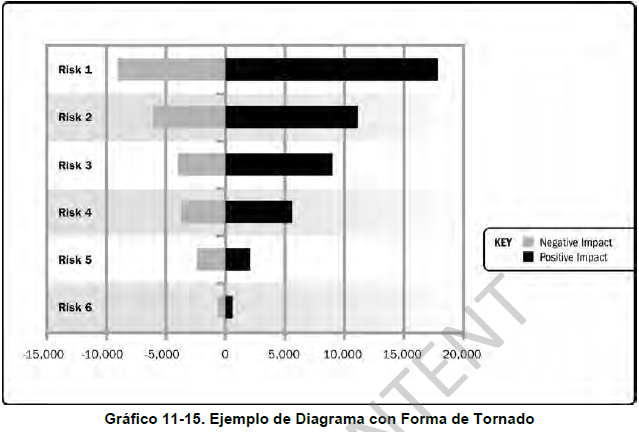 Risk 1
Risk 2
Risk 3
Risk 4
Risk 5
Risk 6
KEY
Negative Impact
Positive Impact
-15,000 -10,000 -5,000 0 5,000 10,000 15,000 20,000
TENT
Gráfico 11-15. Ejemplo de Diagrama con Forma de Tornado